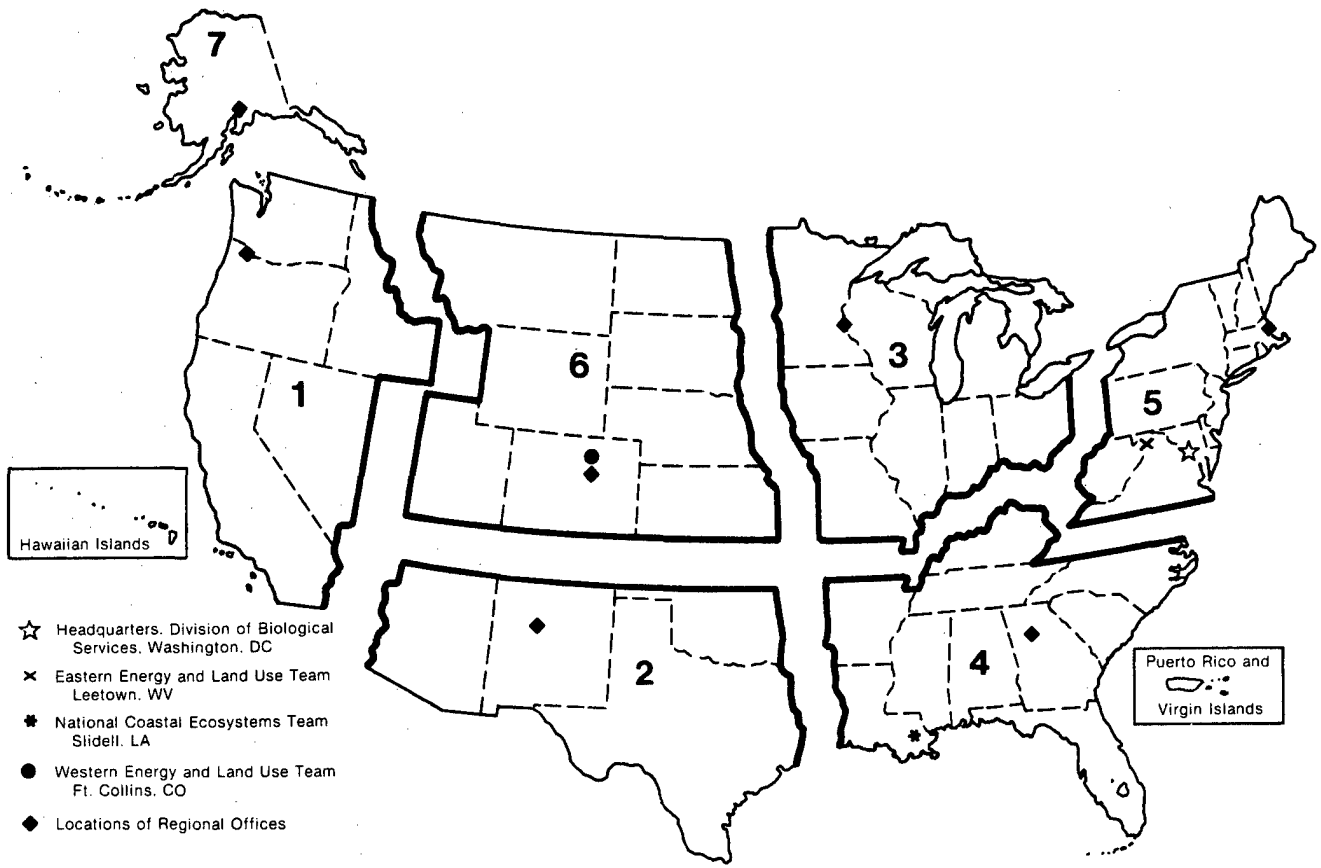 7
1
6
3
5
2
4
Hawaiian Islands
Puerto Rico and
Virgin Islands
Headquarters. Division of Biological
Services, Washington, DC
Eastern Energy and Land Use Team
Leetown. WV
National Coastal Ecosystems Team
Slidell. LA
Western Energy and Land Use Team
Ft. Collins. CO
Locations of Regional Offices